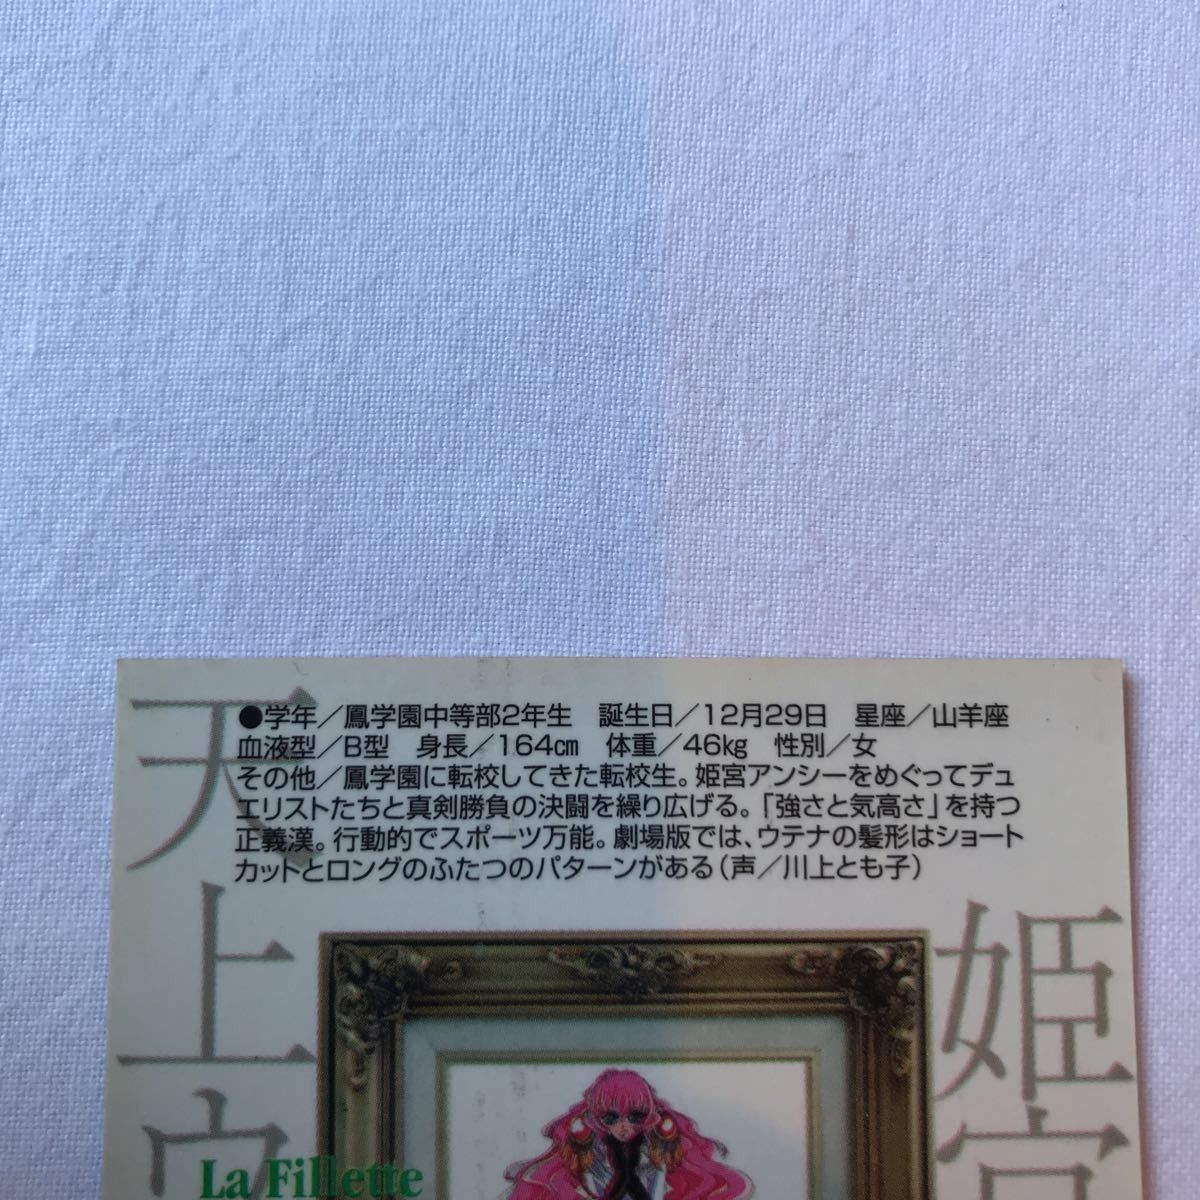 ●学年／鳳学園中等部2年生　誕生日／12月29日　星座／山羊座
血液型／B型　身長／164㎝　体重／46㎏　性別／女
その他／鳳学園に転校してきた転校生。姫宮アンシーをめぐってデュ
エリストたちと真剣勝負の決闘を繰り広げる。「強さと気高さ」を持つ
正義漢。行動的でスポーツ万能。劇場版では、ウテナの髪形はショート
カットとロングのふたつのパターンがある（声／川上とも子）
天上
姫宮
La Fillette